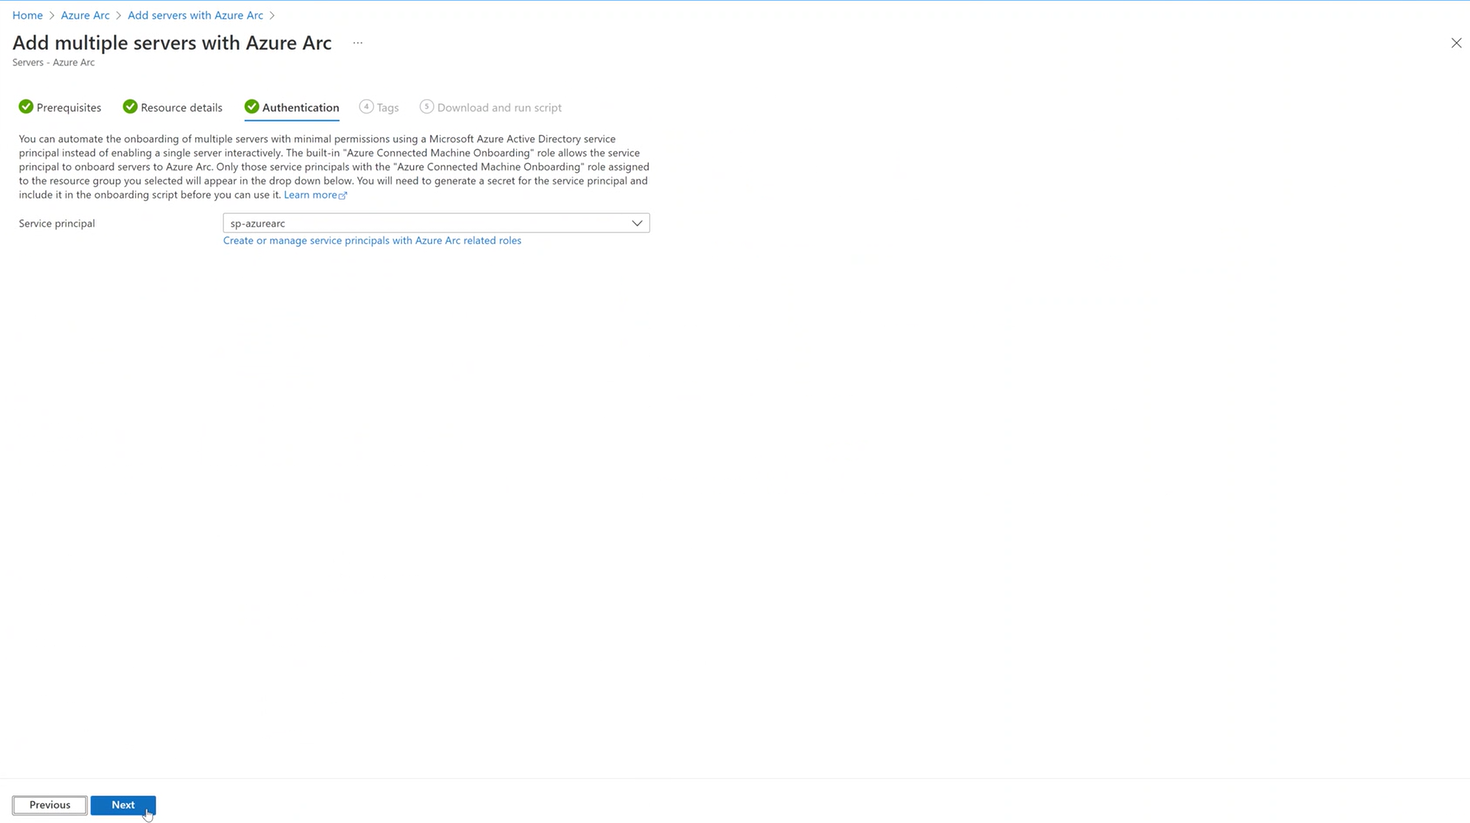 Home > Azure Arc > Add servers with Azure Arc >
Add multiple servers with Azure Arc ...
Servers - Azure Arc
Prerequisites Resource details Authentication 4 Tags 5 Download and run script
You can automate the onboarding of multiple servers with minimal permissions using a Microsoft Azure Active Directory service
principal instead of enabling a single server interactively. The built-in "Azure Connected Machine Onboarding" role allows the service
principal to onboard servers to Azure Arc. Only those service principals with the "Azure Connected Machine Onboarding" role assigned
to the resource group you selected will appear in the drop down below. You will need to generate a secret for the service principal and
include it in the onboarding script before you can use it. Learn more
Service principal sp-azurearc
Create or manage service principals with Azure Arc related roles
Previous Next